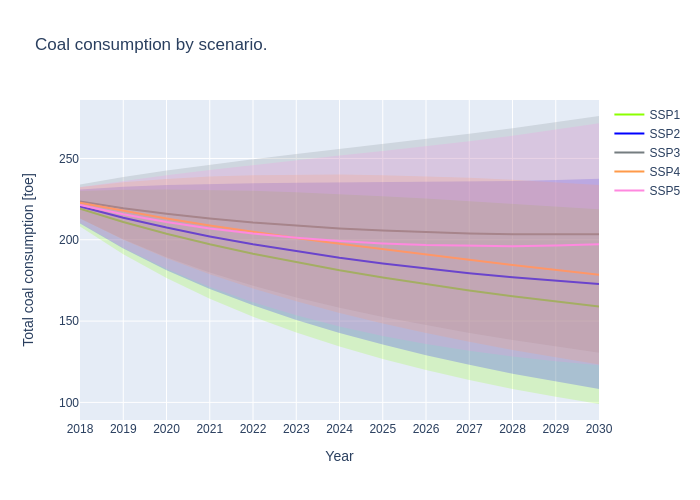 Coal consumption by scenario.
SSP1
SSP2
SSP3
SSP4
SSP5
250
200
150
100
Total coal consumption [toe]
2018 2019 2020 2021 2022 2023 2024 2025 2026 2027 2028 2029 2030
Year